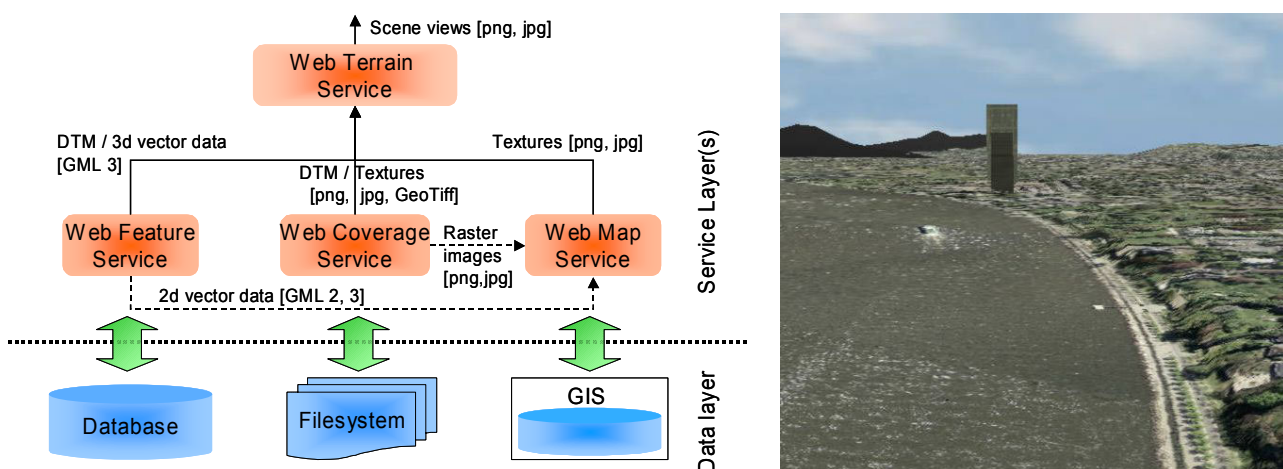 Scene views [png, jpg]
Web Terrain
Service
DTM / 3d vector data
[GML 3]
Textures [png, jpg]
DTM / Textures
[png, jpg, GeoTiff]
Web Feature
Service
Web Coverage
Service
Raster
images
[png,jpg]
Web Map
Service
2d vector data [GML 2, 3]
Service Layer(s)
Database
Filesystem
GIS
Data layer